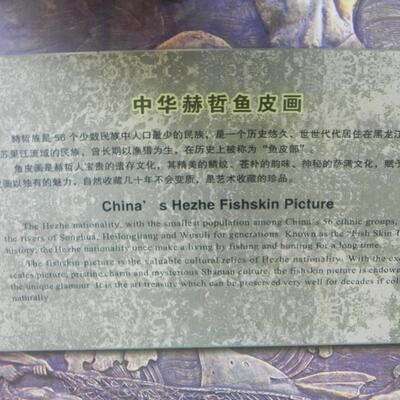 中华赫哲鱼皮画
赫哲族是 56 个少数民族中人口最少的民族，是一个历史悠久、世世代代居住在黑龙江
苏里江流域的民族，曾长期以渔猎为生，在历史上被称为“鱼皮部”。
鱼皮画是赫哲人宝贵的遗存文化，其精美的鳞纹、苍朴的韵味、神秘的萨满文化，赋予
皮画以独有的魅力，自然收藏几十年不会变质，是艺术收藏的珍品。
China's Hezhe Fishskin Picture
The Hezhe nationality, with the smallest population among China's 56 ethnic groups,
the rivers of Songhua, Heilongjiang and Wusuli for generations. Known as the "Fish Skin
history, the Hezhe nationality once make a living by fishing and hunting for a long time.
The fishskin picture is the valuable cultural relics of Hezhe nationality. With the
scales picture, pristine charm and mysterious Shaman culture, the fishskin picture is endowed
the unique glamour. It is the art treasure which can be preserved very well for decades if
naturally